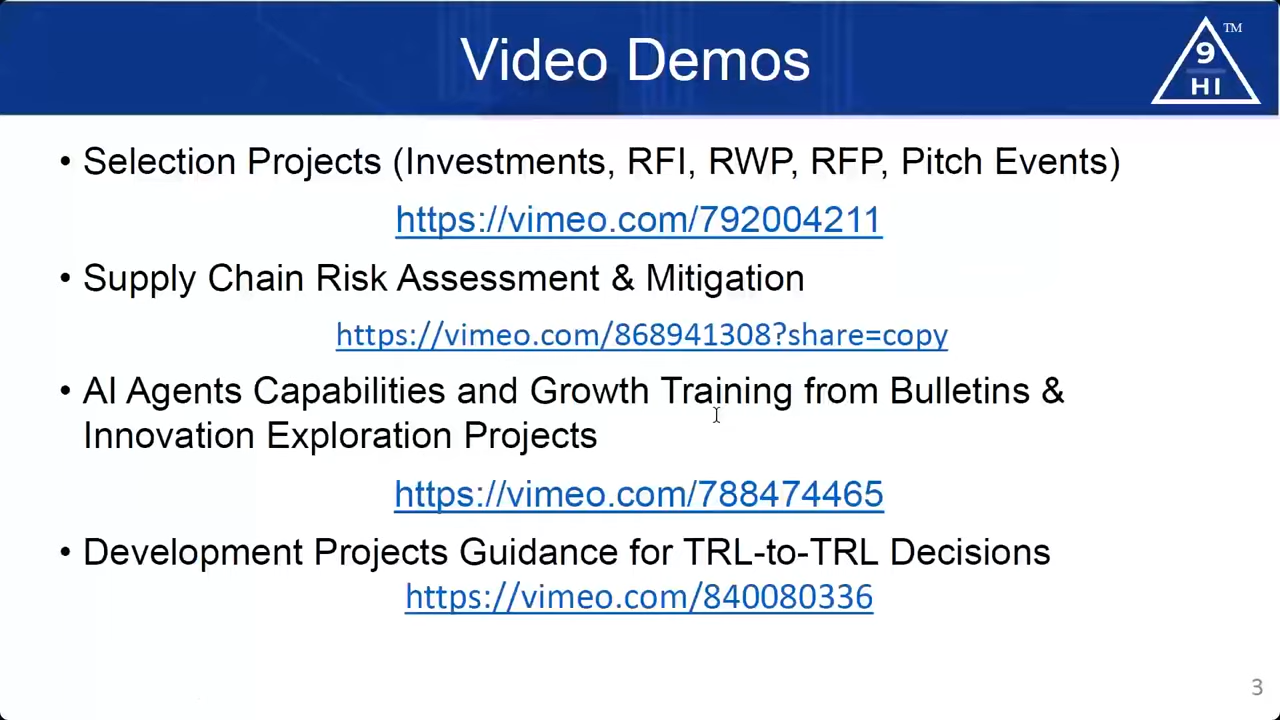 Video Demos
TM
9
HI
• Selection Projects (Investments, RFI, RWP, RFP, Pitch Events)
https://vimeo.com/792004211
• Supply Chain Risk Assessment & Mitigation
https://vimeo.com/868941308?share=copy
• AI Agents Capabilities and Growth Training from Bulletins &
Innovation Exploration Projects
https://vimeo.com/788474465
• Development Projects Guidance for TRL-to-TRL Decisions
https://vimeo.com/840080336
3